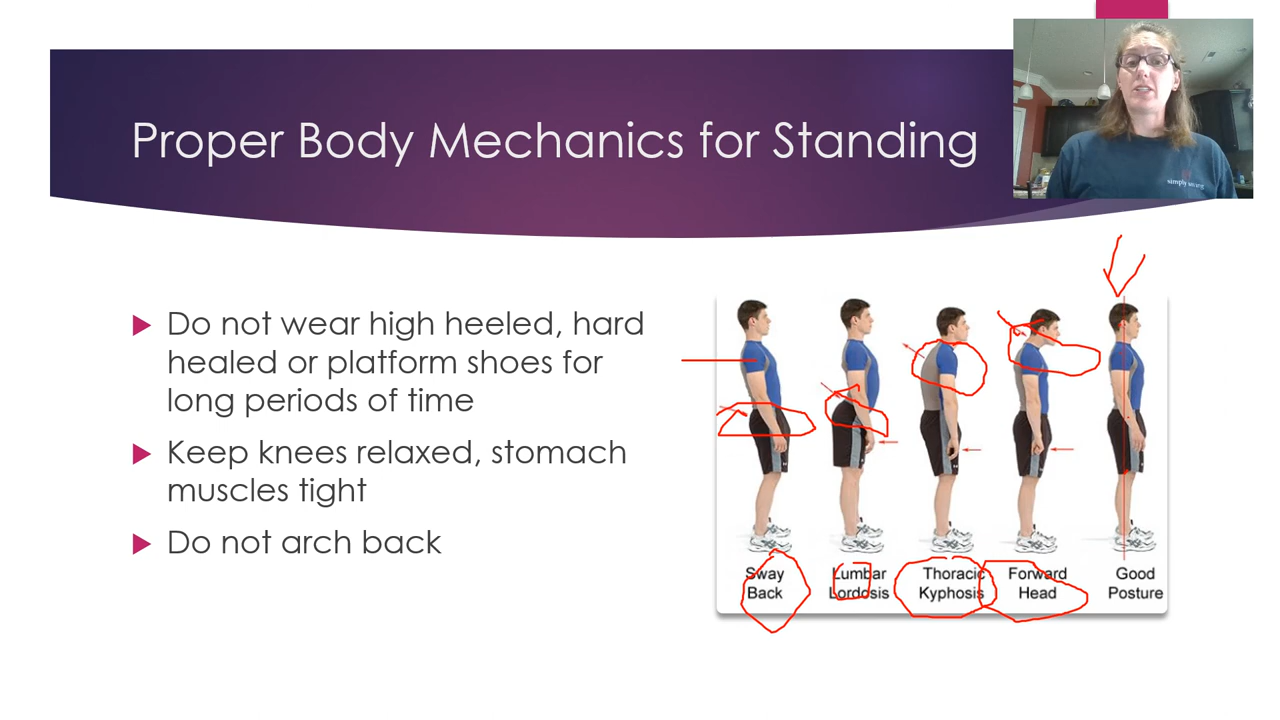 Proper Body Mechanics for Standing
▶ Do not wear high heeled, hard
healed or platform shoes for
long periods of time
▶ Keep knees relaxed, stomach
muscles tight
▶ Do not arch back
Sway
Back
Lumbar
Lordosis
Thoracic
Kyphosis
Forward
Head
Good
Posture